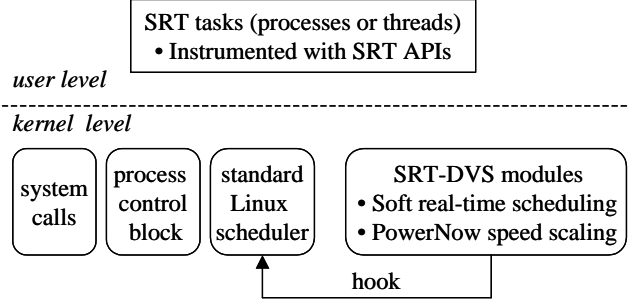 SRT tasks (processes or threads)
• Instrumented with SRT APIs
user level
kernel level
system
calls
process
control
block
standard
Linux
scheduler
SRT-DVS modules
• Soft real-time scheduling
• PowerNow speed scaling
hook